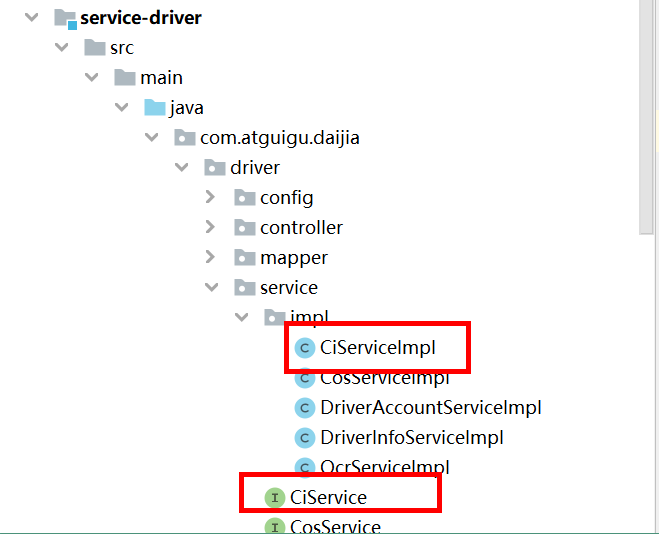 service-driver
src
main
java
com.atguigu.daijia
driver
config
controller
mapper
service
impl
CiServiceImpl
CosServiceImpl
DriverAccountServiceImpl
DriverInfoServiceImpl
OcrServiceImpl
CiService
CosService